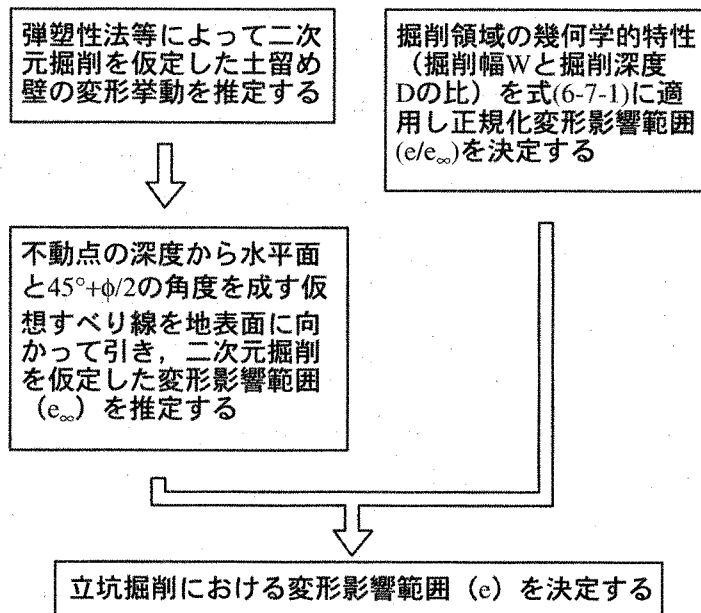 弾塑性法等によって二次
元掘削を仮定した土留め
壁の変形挙動を推定する
掘削領域の幾何学的特性
(掘削幅Wと掘削深度
Dの比)を式(6-7-1)に適
用し正規化変形影響範囲
(e/e∞)を決定する
不動点の深度から水平面
と45°+ϕ/2の角度を成す仮
想すべり線を地表面に向
かって引き，二次元掘削
を仮定した変形影響範囲
(e∞)を推定する
立坑掘削における変形影響範囲(e)を決定する